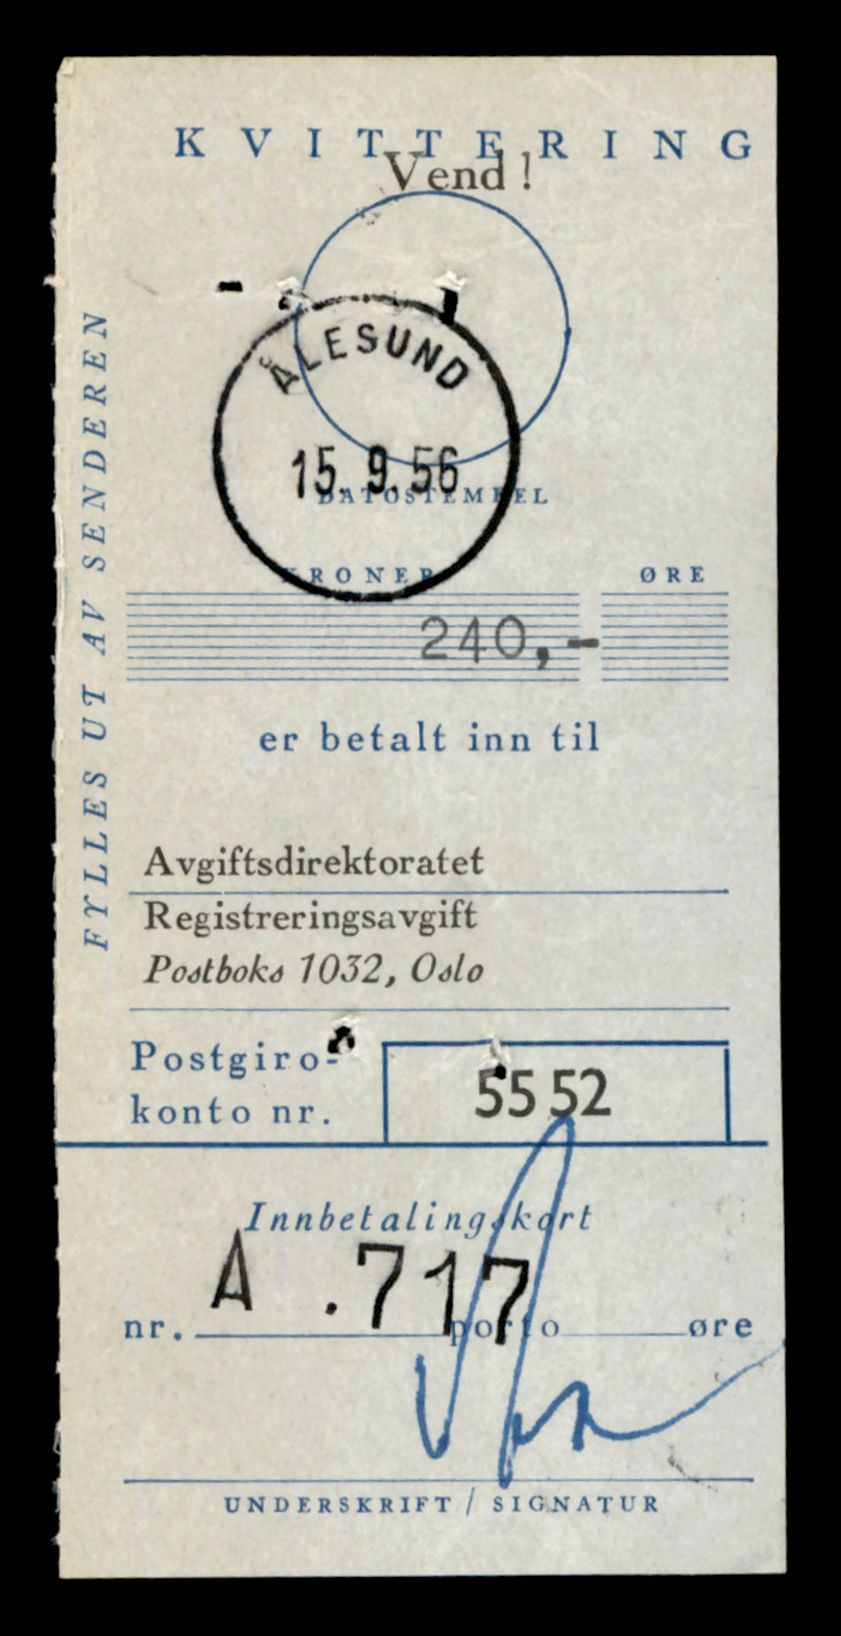 KVITTERING
Vend!
ÅLESUND
15.9.56
DATOSTEMPEL
KRONER ØRE
240,-
er betalt inn til
Avgiftsdirektoratet
Registreringsavgift
Postboks 1032, Oslo
Postgiro-
konto nr. 5552
Innbetalingskort
A .717
nr. porto øre
UNDERSKRIFT / SIGNATUR
FYLLES UT AV SENDEREN